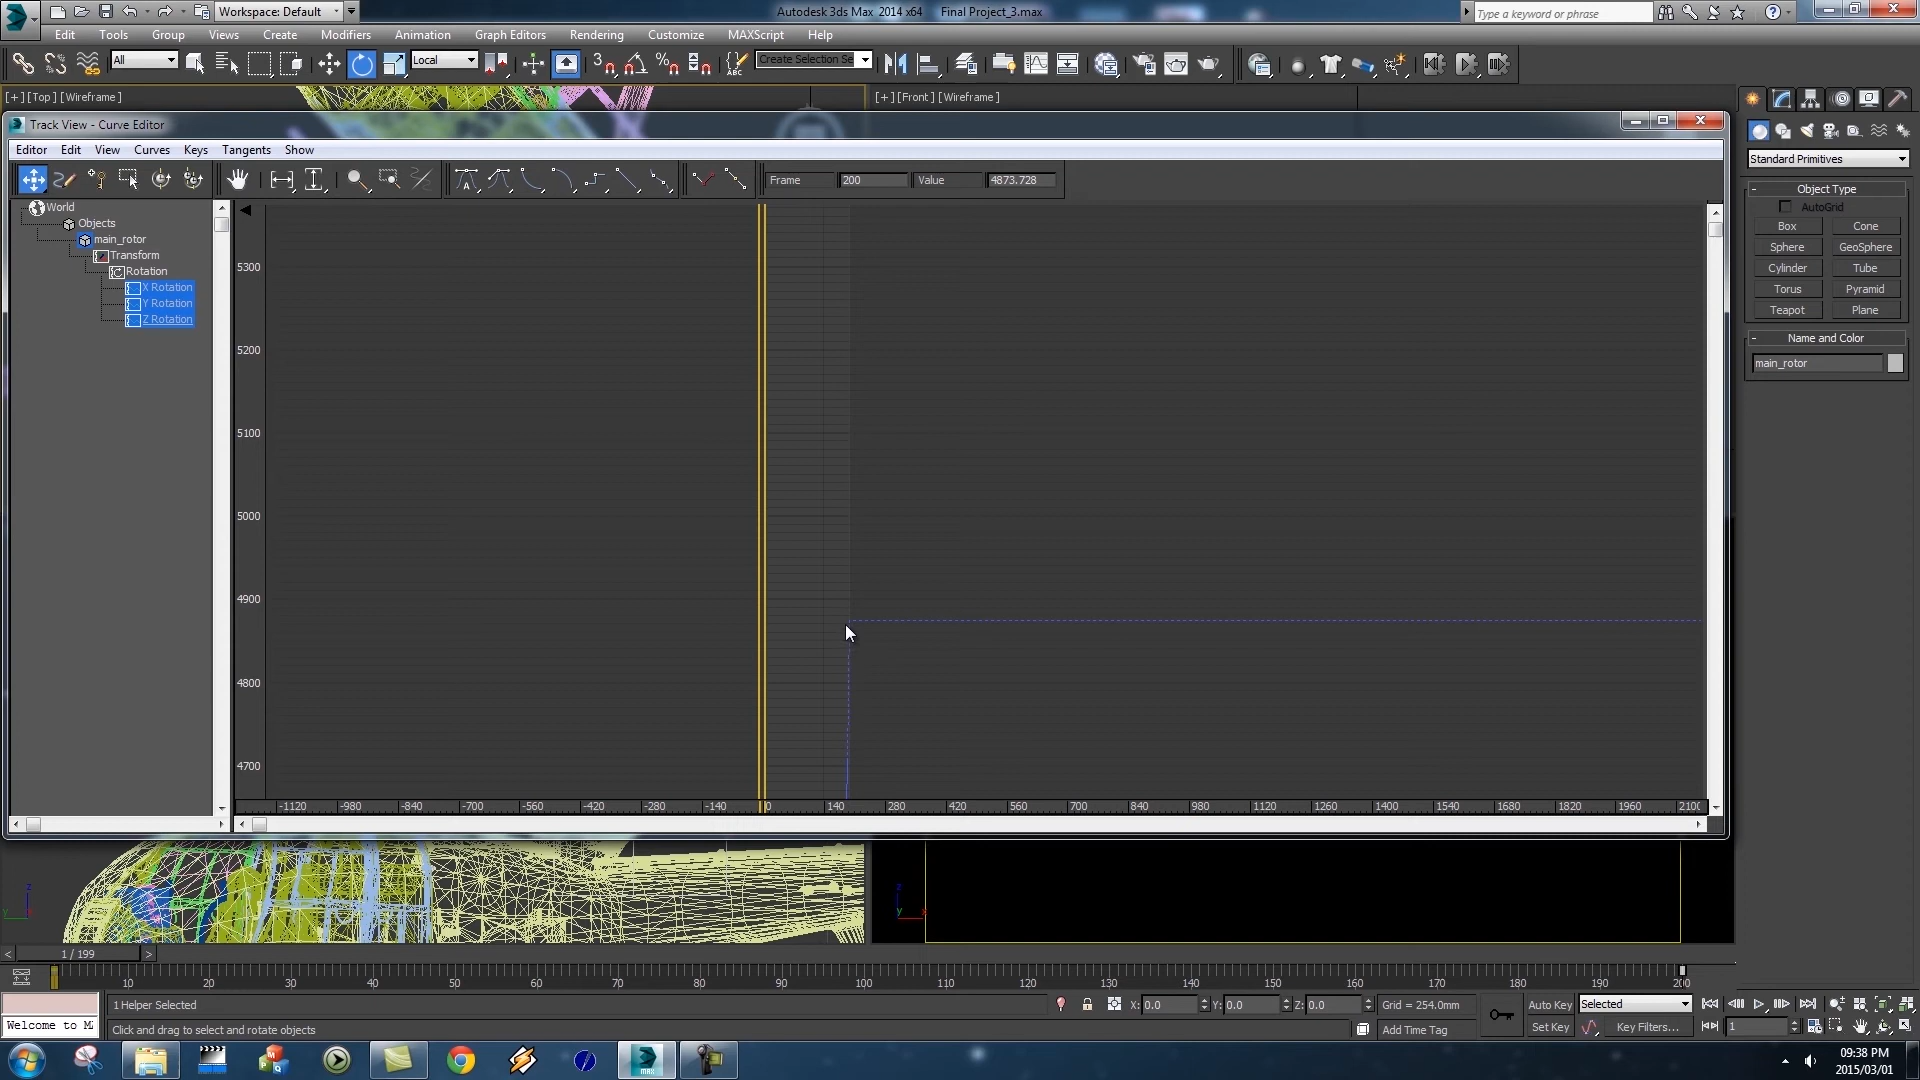 Workspace: Default
Autodesk 3ds Max 2014 x64 Final Project_3.max
Type a keyword or phrase
Edit Tools Group Views Create Modifiers Animation Graph Editors Rendering Customize MAXScript Help
All
Local
Create Selection Se
[+] [Top] [Wireframe]
[+] [Front] [Wireframe]
Track View - Curve Editor
Editor Edit View Curves Keys Tangents Show
Frame 200 Value 4873.728
World
Objects
main_rotor
Transform
Rotation
X Rotation
Y Rotation
Z Rotation
5300
5200
5100
5000
4900
4800
4700
-1120 -980 -840 -700 -560 -420 -280 -140 0 140 280 420 560 700 840 980 1120 1260 1400 1540 1680 1820 1960 2100
Standard Primitives
Object Type
AutoGrid
Box Cone
Sphere GeoSphere
Cylinder Tube
Torus Pyramid
Teapot Plane
Name and Color
main_rotor
z
y
x
1 / 199
10 20 30 40 50 60 70 80 90 100 110 120 130 140 150 160 170 180 190 200
1 Helper Selected
X: 0.0 Y: 0.0 Z: 0.0 Grid = 254.0mm
Auto Key Selected
Welcome to M
Click and drag to select and rotate objects
Add Time Tag
Set Key Key Filters... 1
MAX
09:38 PM
2015/03/01